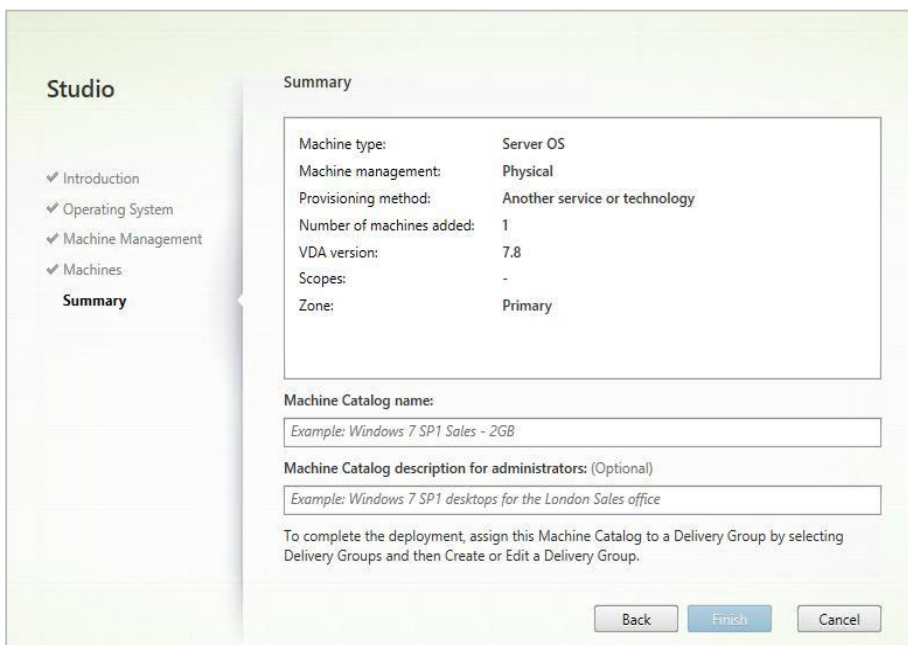 Studio
✔ Introduction
✔ Operating System
✔ Machine Management
✔ Machines
Summary
Summary
Machine type: Server OS
Machine management: Physical
Provisioning method: Another service or technology
Number of machines added: 1
VDA version: 7.8
Scopes: -
Zone: Primary
Machine Catalog name:
Example: Windows 7 SP1 Sales - 2GB
Machine Catalog description for administrators: (Optional)
Example: Windows 7 SP1 desktops for the London Sales office
To complete the deployment, assign this Machine Catalog to a Delivery Group by selecting
Delivery Groups and then Create or Edit a Delivery Group.
Back Finish Cancel